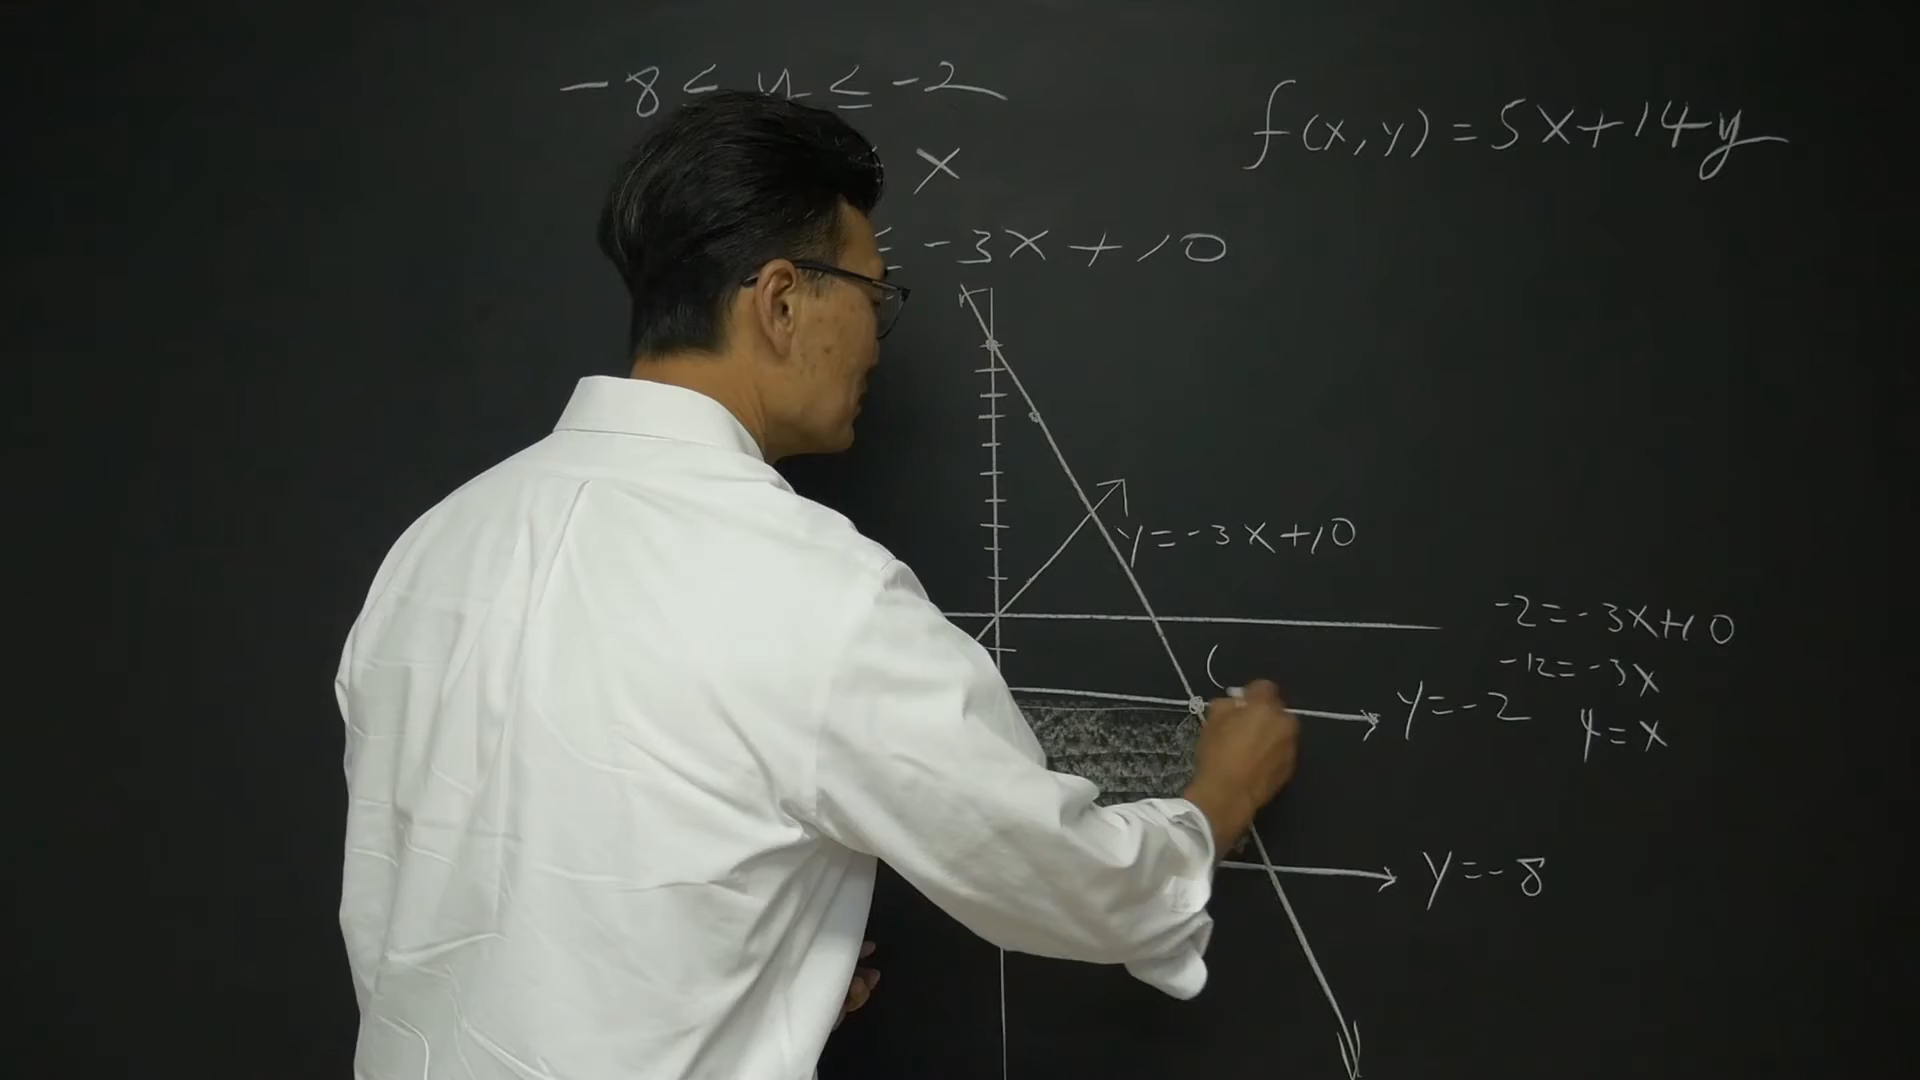 -8 ≤ y ≤ -2
f(x,y) = 5x+14y
x
≤ -3x + 10
y = -3x+10
-2 = -3x+10
-12 = -3x
y = -2
4 = x
(
y = -8